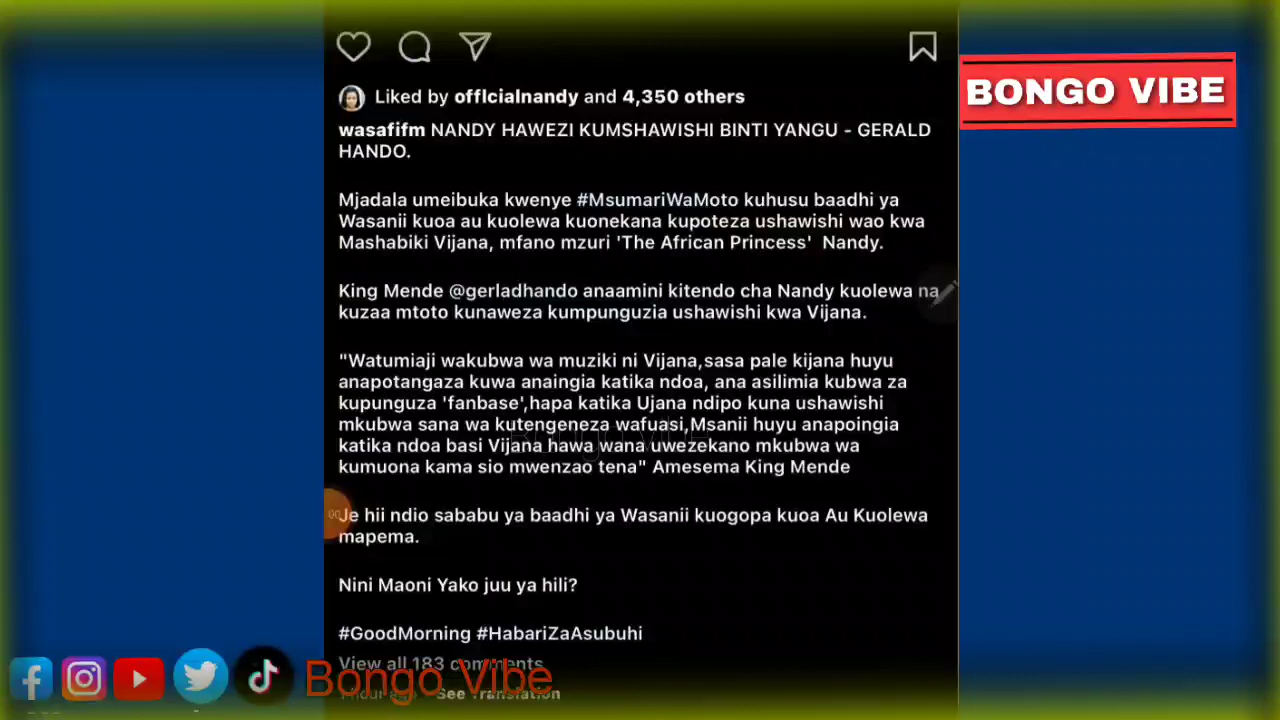 BONGO VIBE
Liked by offlcialnandy and 4,350 others
wasafifm NANDY HAWEZI KUMSHAWISHI BINTI YANGU - GERALD
HANDO.
Mjadala umeibuka kwenye #MsumariWaMoto kuhusu baadhi ya
Wasanii kuoa au kuolewa kuonekana kupoteza ushawishi wao kwa
Mashabiki Vijana, mfano mzuri 'The African Princess' Nandy.
King Mende @gerladhando anaamini kitendo cha Nandy kuolewa na
kuzaa mtoto kunaweza kumpunguzia ushawishi kwa Vijana.
"Watumiaji wakubwa wa muziki ni Vijana,sasa pale kijana huyu
anapotangaza kuwa anaingia katika ndoa, ana asilimia kubwa za
kupunguza 'fanbase',hapa katika Ujana ndipo kuna ushawishi
mkubwa sana wa kutengeneza wafuasi,Msanii huyu anapoingia
katika ndoa basi Vijana hawa wana uwezekano mkubwa wa
kumuona kama sio mwenzao tena" Amesema King Mende
Je hii ndio sababu ya baadhi ya Wasanii kuogopa kuoa Au Kuolewa
mapema.
Nini Maoni Yako juu ya hili?
#GoodMorning #HabariZaAsubuhi
View all 183 comments
See Translation
Bongo Vibe
Bongo Vibe